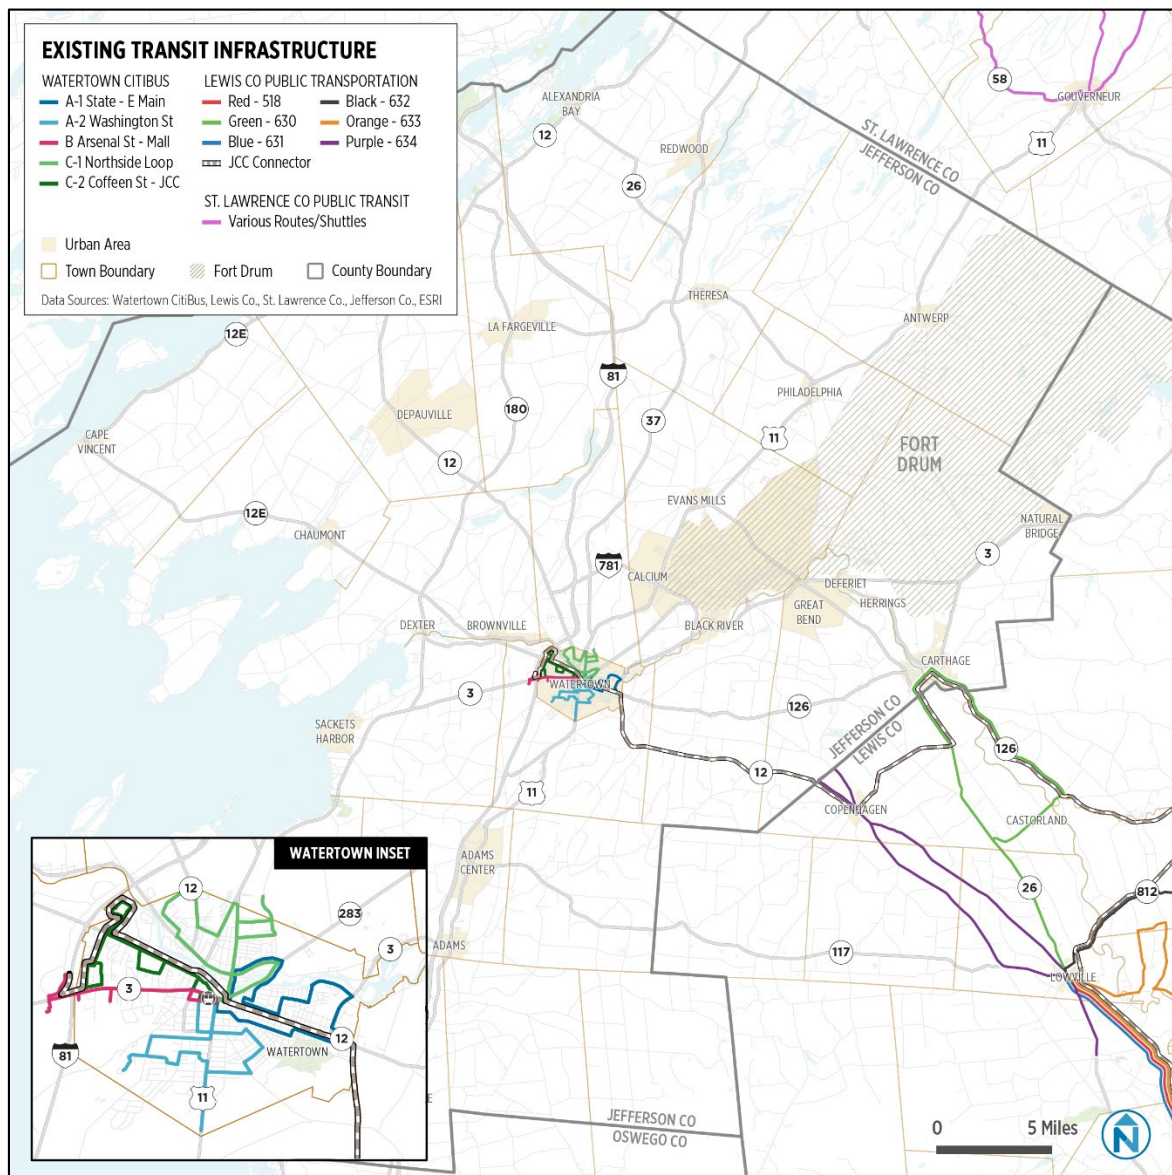 EXISTING TRANSIT INFRASTRUCTURE
WATERTOWN CITIBUS
A-1 State - E Main
A-2 Washington St
B Arsenal St - Mall
C-1 Northside Loop
C-2 Coffeen St - JCC
LEWIS CO PUBLIC TRANSPORTATION
Red - 518
Green - 630
Blue - 631
JCC Connector
Black - 632
Orange - 633
Purple - 634
ST. LAWRENCE CO PUBLIC TRANSIT
Various Routes/Shuttles
Urban Area
Town Boundary
Fort Drum
County Boundary
Data Sources: Watertown CitiBus, Lewis Co., St. Lawrence Co., Jefferson Co., ESRI
58
GOUVERNEUR
ALEXANDRIA
BAY
12
11
ST. LAWRENCE CO
JEFFERSON CO
REDWOOD
26
THERESA
ANTWERP
LA FARGEVILLE
12E
81
PHILADELPHIA
DEPAUVILLE
180
37
11
CAPE
VINCENT
12
FORT
DRUM
EVANS MILLS
12E
CHAUMONT
NATURAL
BRIDGE
3
781
CALCIUM
DEFERIET
HERRINGS
GREAT
BEND
DEXTER
BROWNVILLE
BLACK RIVER
CARTHAGE
WATERTOWN
3
126
SACKETS
HARBOR
JEFFERSON CO
LEWIS CO
126
12
11
COPENHAGEN
CASTORLAND
ADAMS
CENTER
26
812
ADAMS
117
LOWVILLE
WATERTOWN INSET
12
283
3
3
12
81
WATERTOWN
11
E
JEFFERSON CO
OSWEGO CO
0
5 Miles
N